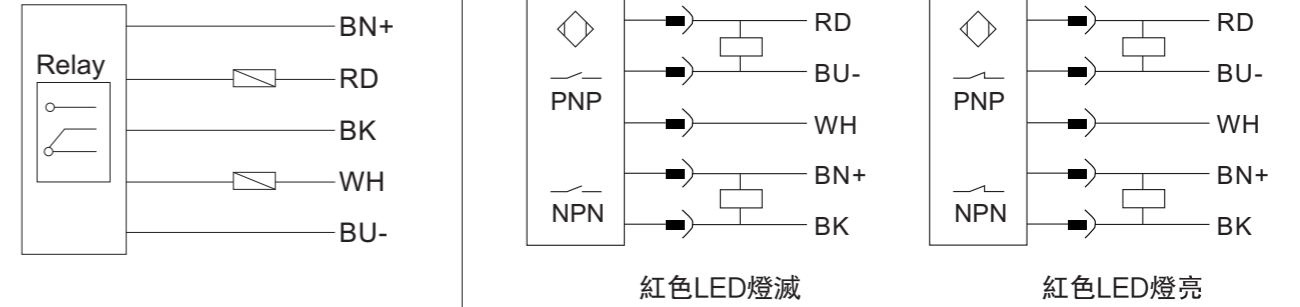 Relay
BN+
RD
BK
WH
BU-
PNP
NPN
RD
BU-
WH
BN+
BK
紅色LED燈滅
PNP
NPN
RD
BU-
WH
BN+
BK
紅色LED燈亮